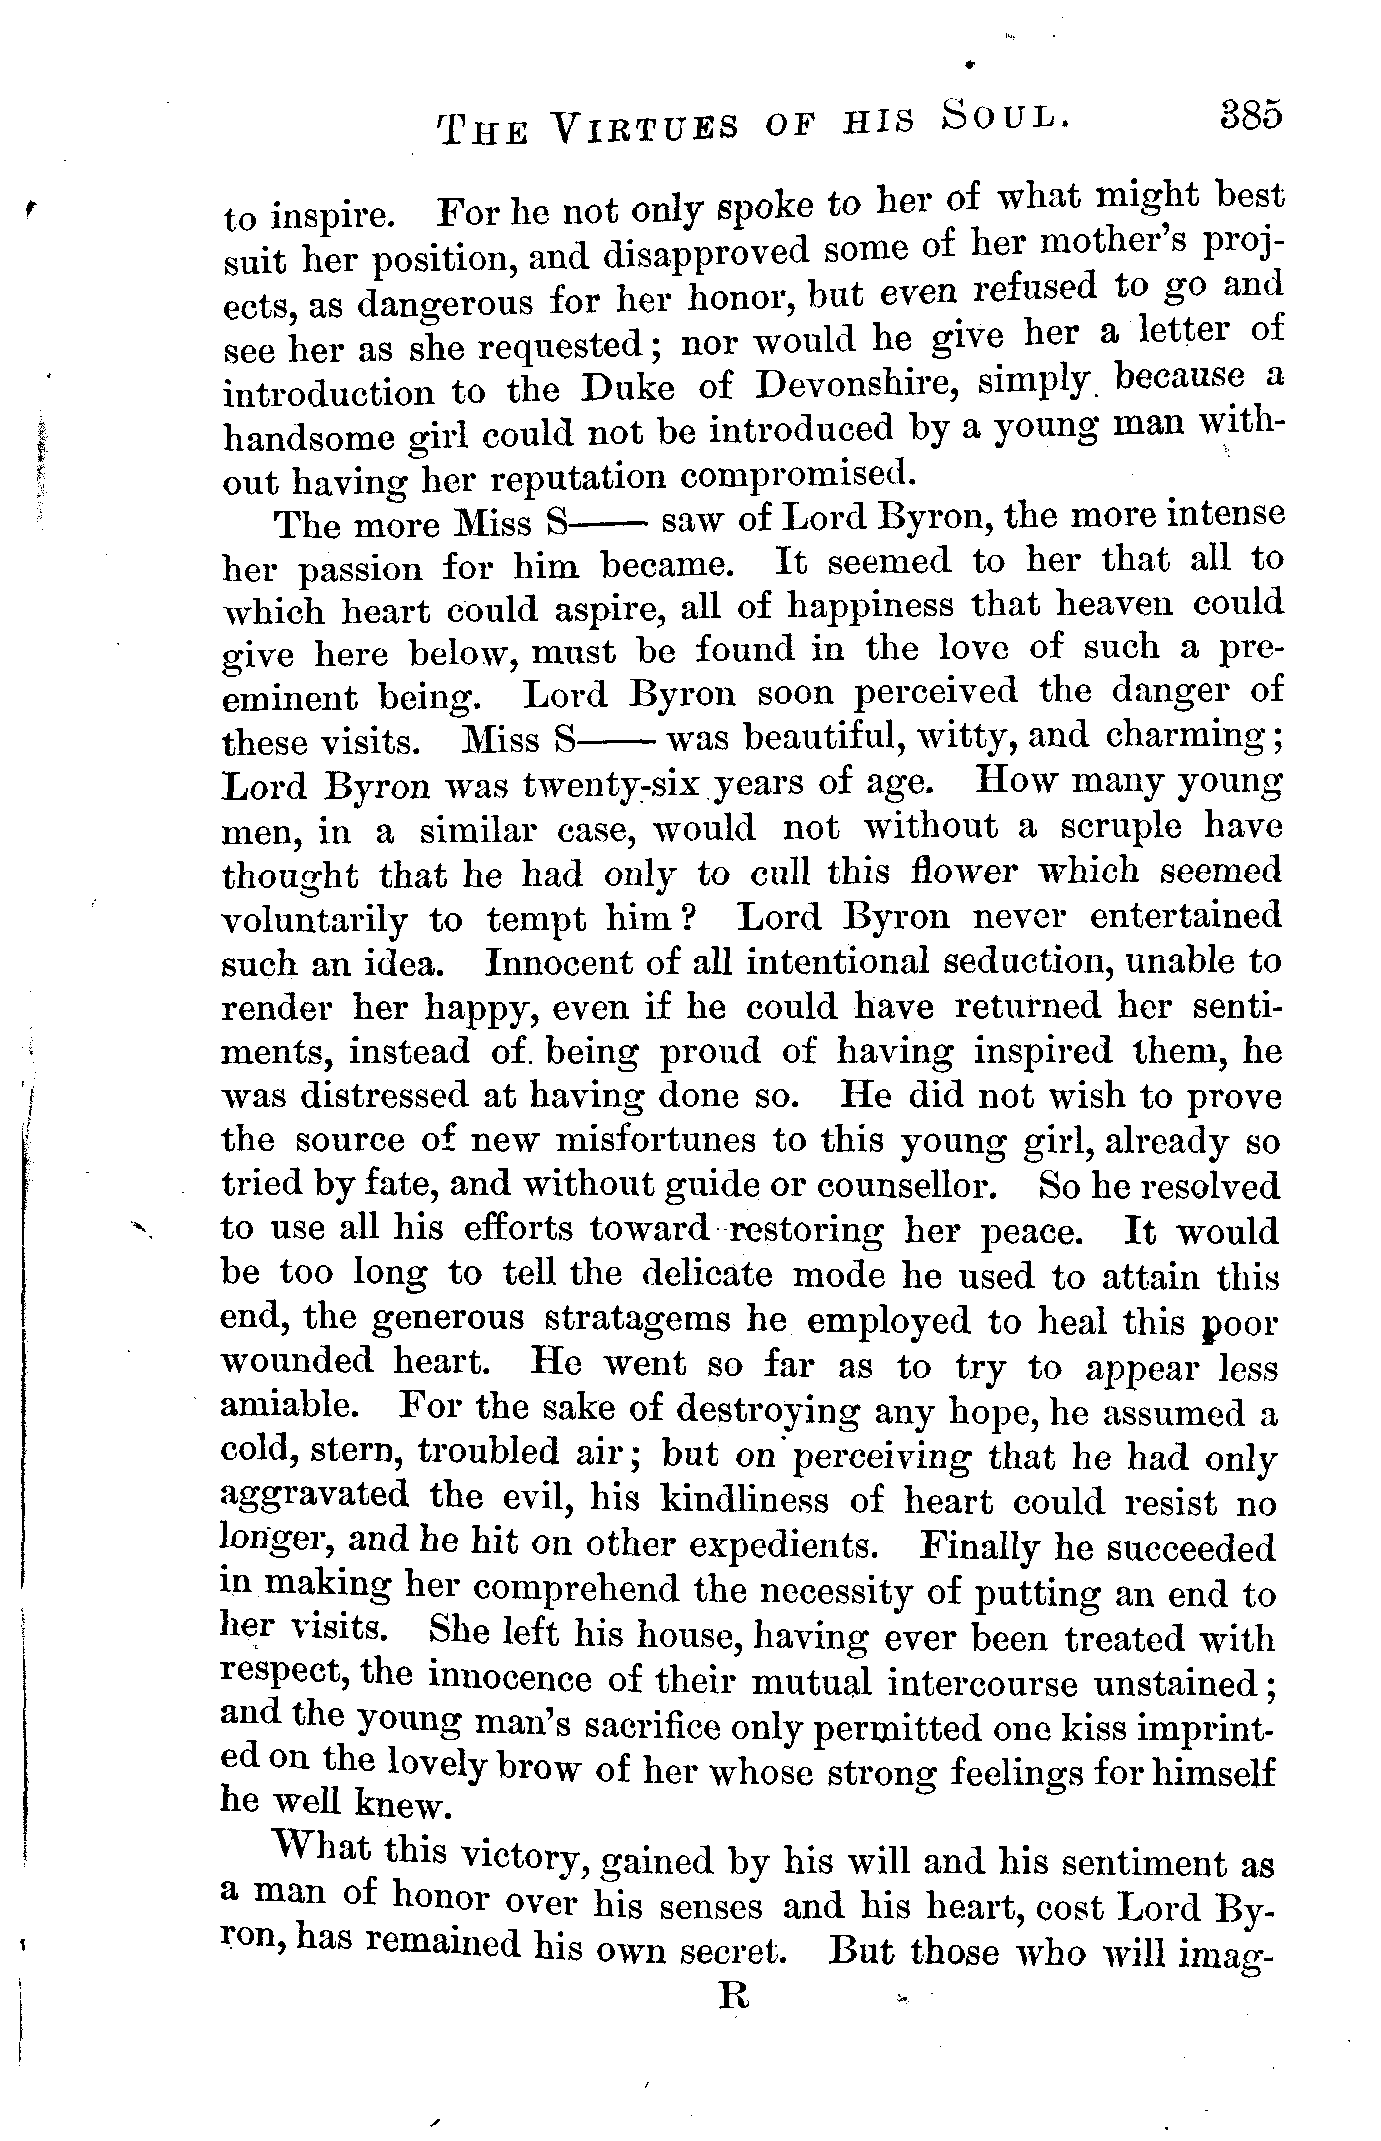 THE VIRTUES OF HIS SOUL. 385
to inspire. For he not only spoke to her of what might best
suit her position, and disapproved some of her mother's proj-
ects, as dangerous for her honor, but even refused to go and
see her as she requested; nor would he give her a letter of
introduction to the Duke of Devonshire, simply because a
handsome girl could not be introduced by a young man with-
out having her reputation compromised.
The more Miss S—— saw of Lord Byron, the more intense
her passion for him became. It seemed to her that all to
which heart could aspire, all of happiness that heaven could
give here below, must be found in the love of such a pre-
eminent being. Lord Byron soon perceived the danger of
these visits. Miss S—— was beautiful, witty, and charming;
Lord Byron was twenty-six years of age. How many young
men, in a similar case, would not without a scruple have
thought that he had only to cull this flower which seemed
voluntarily to tempt him? Lord Byron never entertained
such an idea. Innocent of all intentional seduction, unable to
render her happy, even if he could have returned her senti-
ments, instead of being proud of having inspired them, he
was distressed at having done so. He did not wish to prove
the source of new misfortunes to this young girl, already so
tried by fate, and without guide or counsellor. So he resolved
to use all his efforts toward restoring her peace. It would
be too long to tell the delicate mode he used to attain this
end, the generous stratagems he employed to heal this poor
wounded heart. He went so far as to try to appear less
amiable. For the sake of destroying any hope, he assumed a
cold, stern, troubled air; but on perceiving that he had only
aggravated the evil, his kindliness of heart could resist no
longer, and he hit on other expedients. Finally he succeeded
in making her comprehend the necessity of putting an end to
her visits. She left his house, having ever been treated with
respect, the innocence of their mutual intercourse unstained;
and the young man's sacrifice only permitted one kiss imprint-
ed on the lovely brow of her whose strong feelings for himself
he well knew.
What this victory, gained by his will and his sentiment as
a man of honor over his senses and his heart, cost Lord By-
ron, has remained his own secret. But those who will imag-
R